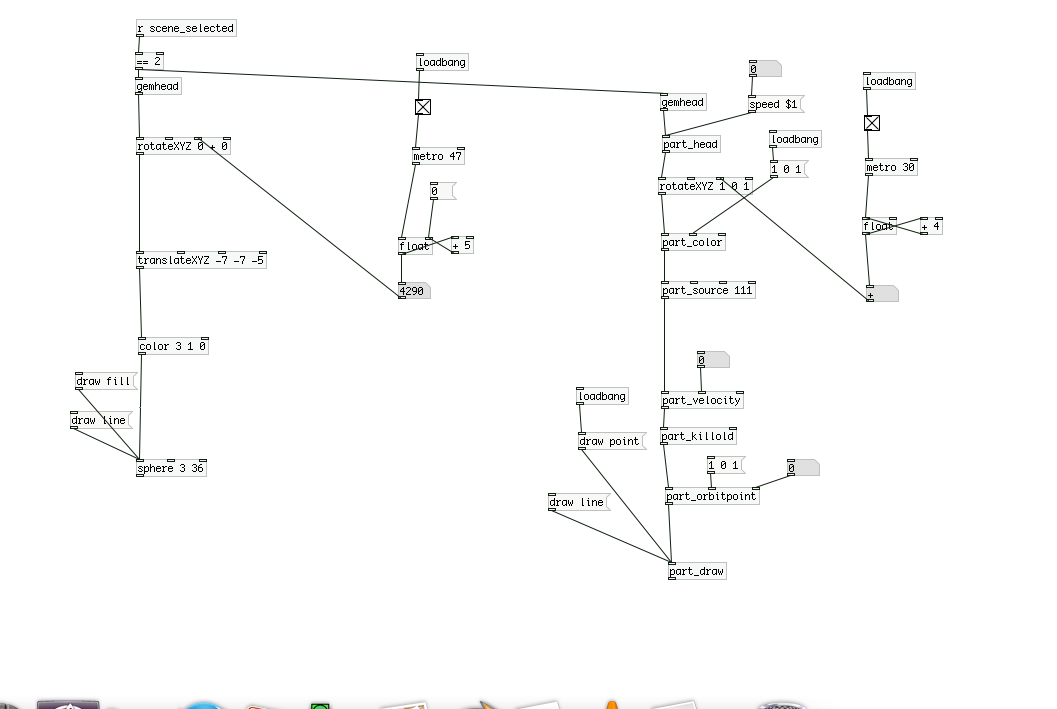 r scene_selected
== 2
gemhead
rotateXYZ 0 + 0
translateXYZ -7 -7 -5
color 3 1 0
draw fill
draw line
sphere 3 36
loadbang
metro 47
0
float
+ 5
4290
gemhead
0
speed $1
part_head
loadbang
1 0 1
rotateXYZ 1 0 1
part_color
part_source 111
0
part_velocity
part_killold
1 0 1
0
part_orbitpoint
loadbang
draw point
draw line
part_draw
loadbang
metro 30
float
+ 4
+